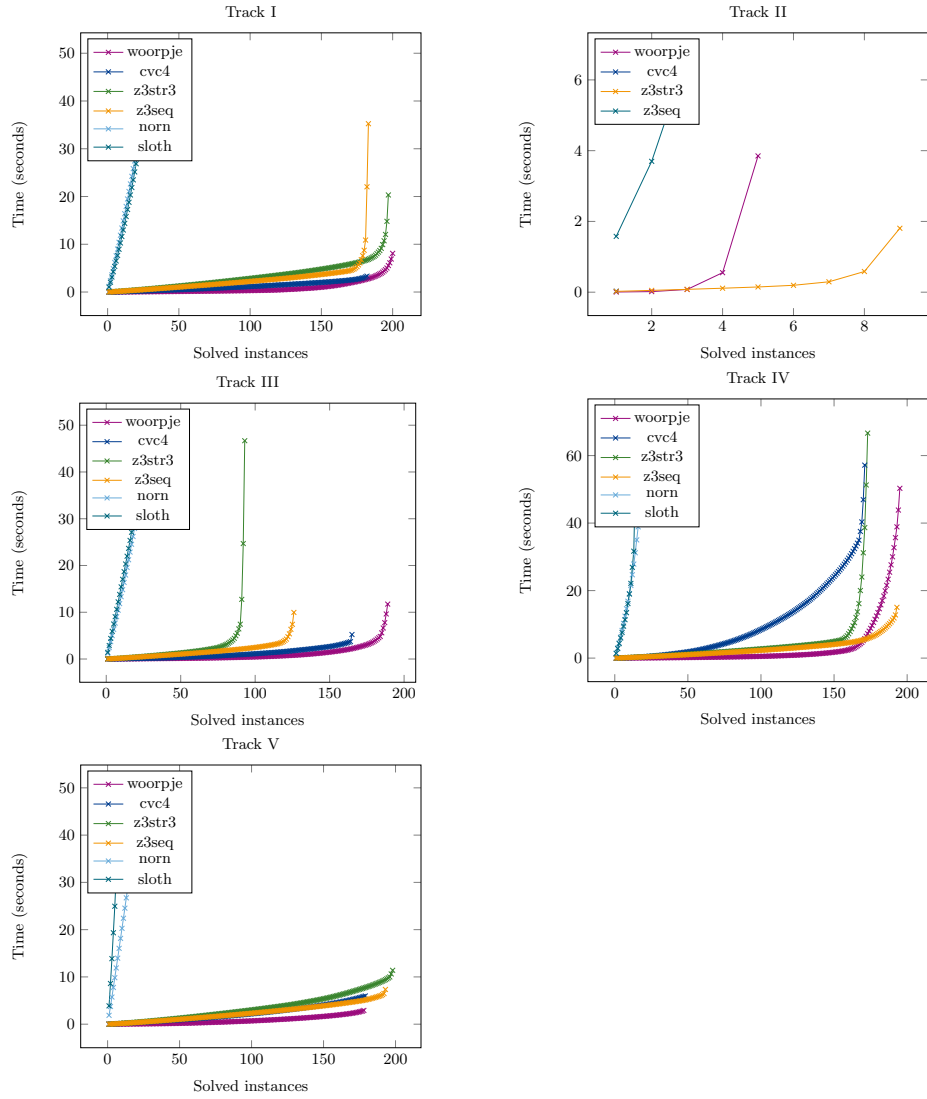 Track I
Time (seconds)
50
40
30
20
10
0
woorpje
cvc4
z3str3
z3seq
norn
sloth
0 50 100 150 200
Solved instances
Track II
Time (seconds)
6
4
2
0
woorpje
cvc4
z3str3
z3seq
2 4 6 8
Solved instances
Track III
Time (seconds)
50
40
30
20
10
0
woorpje
cvc4
z3str3
z3seq
norn
sloth
0 50 100 150 200
Solved instances
Track IV
Time (seconds)
60
40
20
0
woorpje
cvc4
z3str3
z3seq
norn
sloth
0 50 100 150 200
Solved instances
Track V
Time (seconds)
50
40
30
20
10
0
woorpje
cvc4
z3str3
z3seq
norn
sloth
0 50 100 150 200
Solved instances